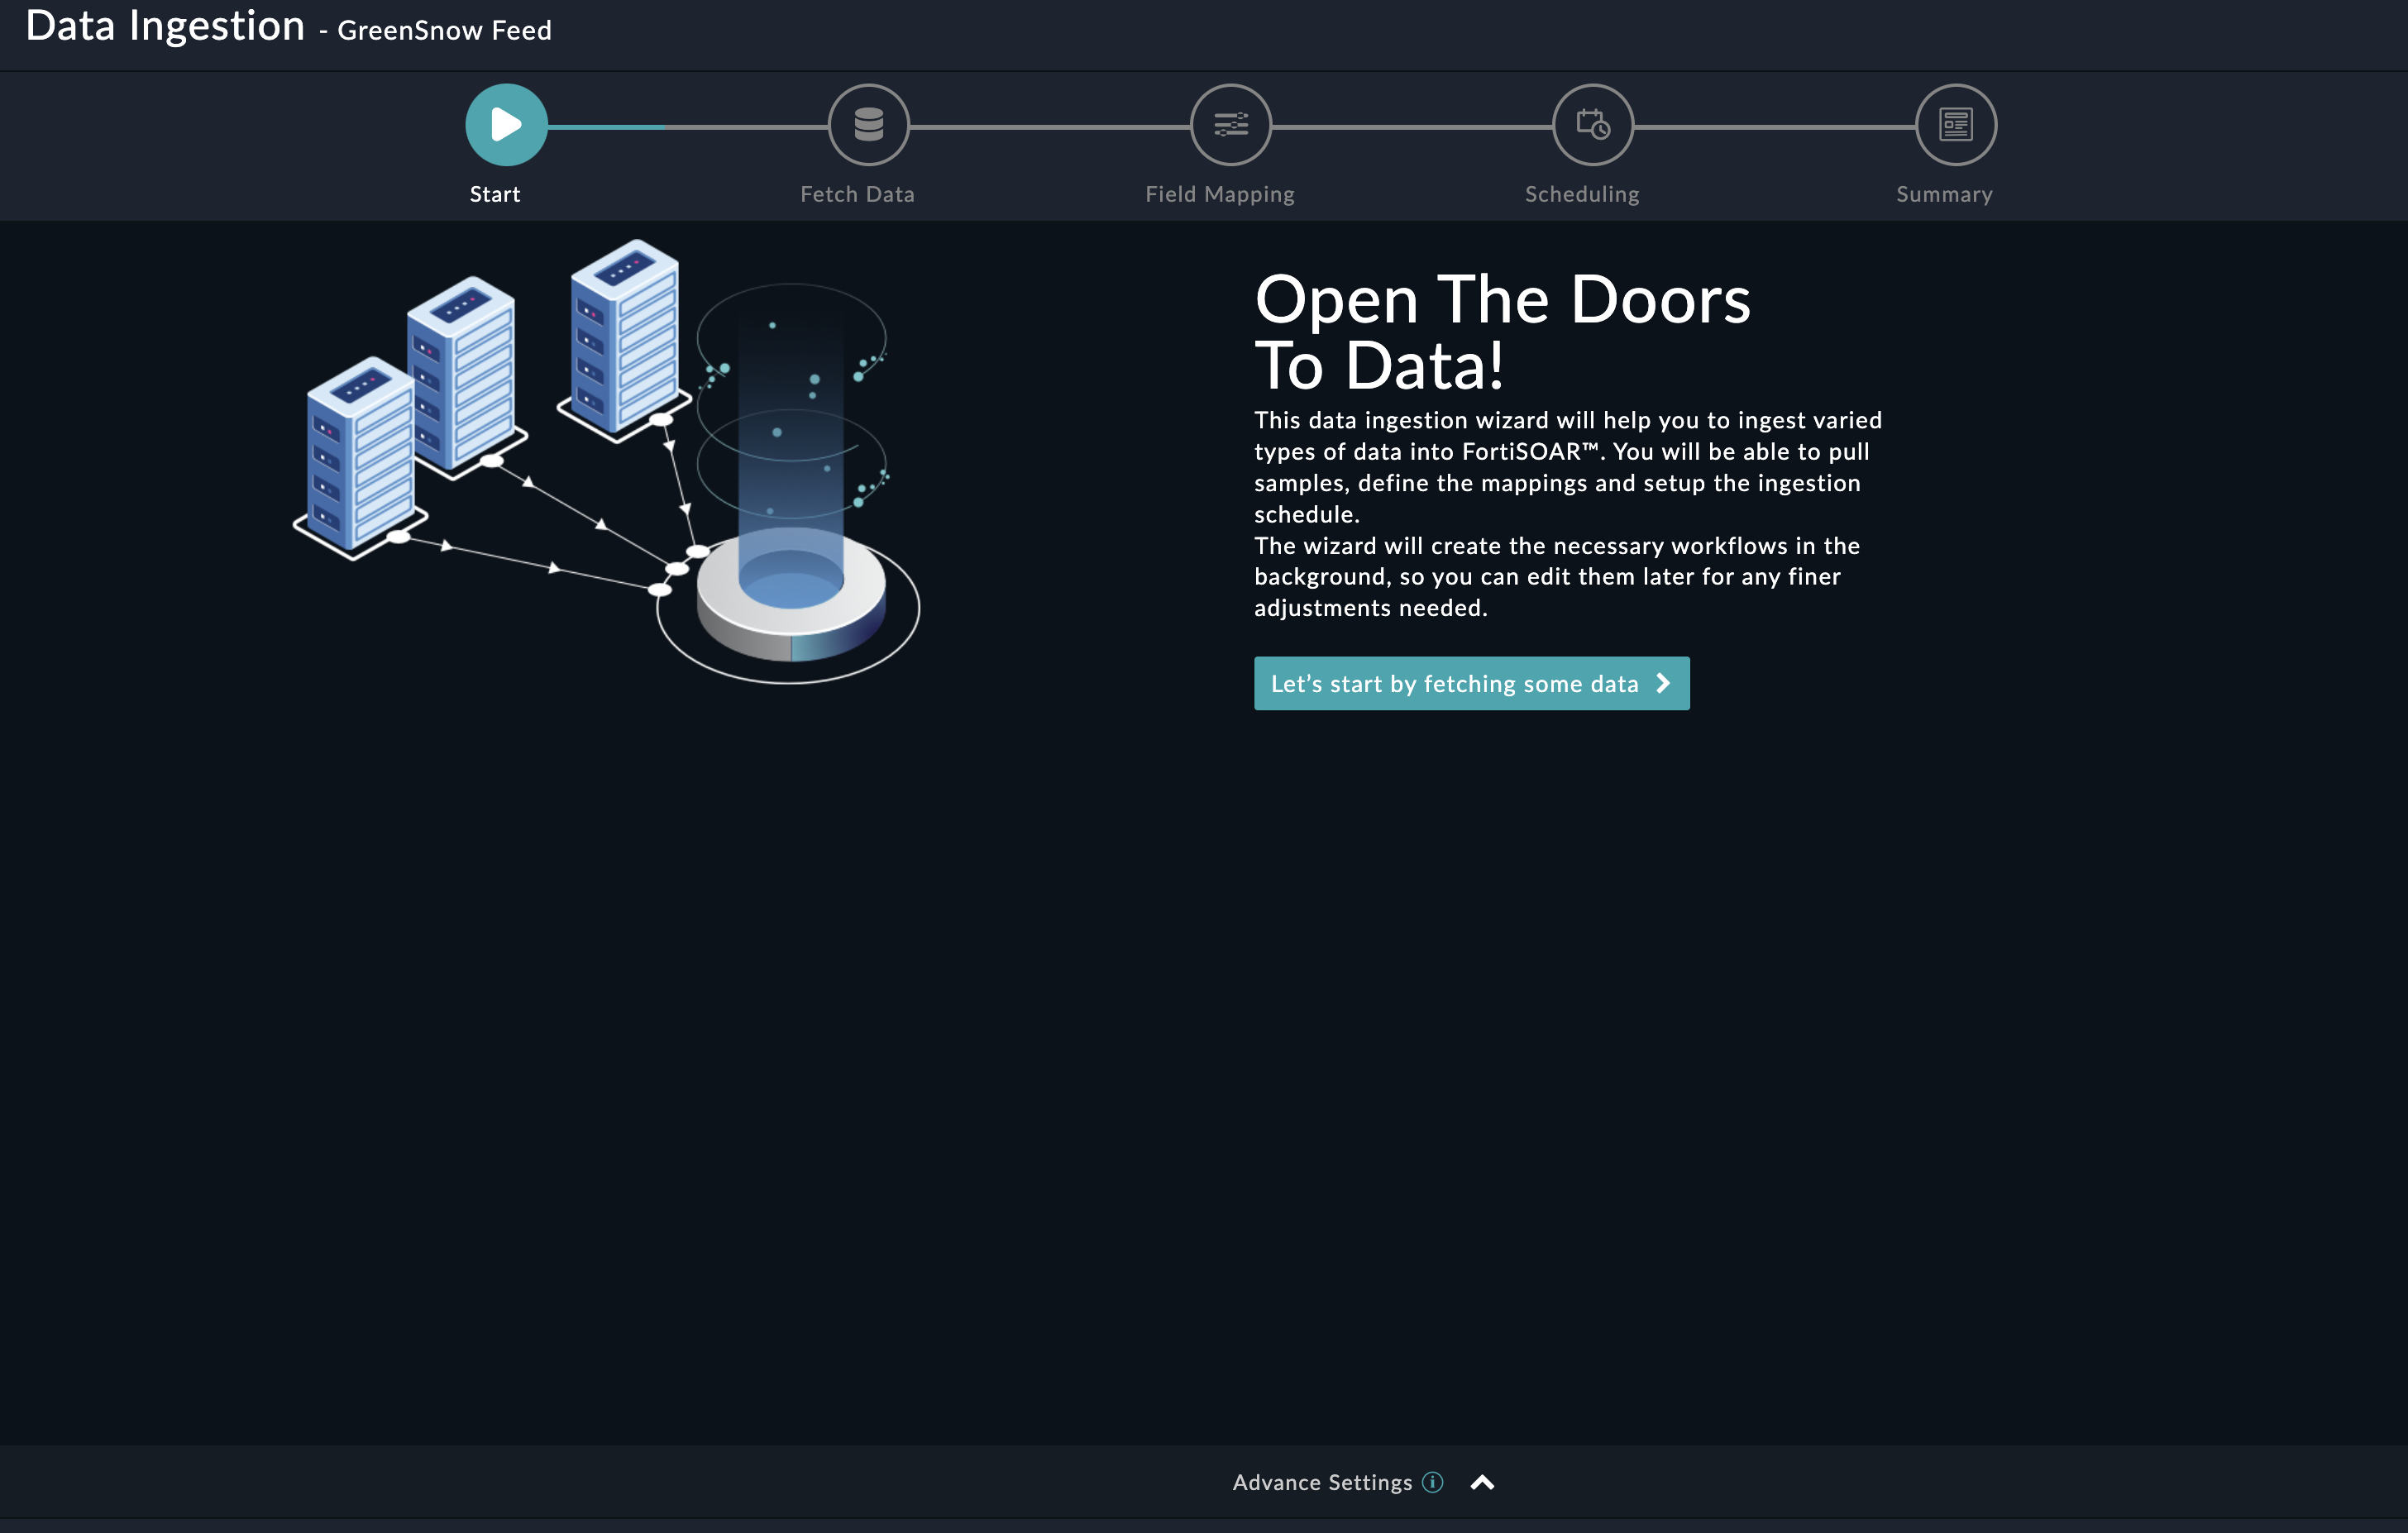 Data Ingestion - GreenSnow Feed
Start
Fetch Data
Field Mapping
Scheduling
Summary
Open The Doors
To Data!
This data ingestion wizard will help you to ingest varied
types of data into FortiSOAR™. You will be able to pull
samples, define the mappings and setup the ingestion
schedule.
The wizard will create the necessary workflows in the
background, so you can edit them later for any finer
adjustments needed.
Let’s start by fetching some data
Advance Settings